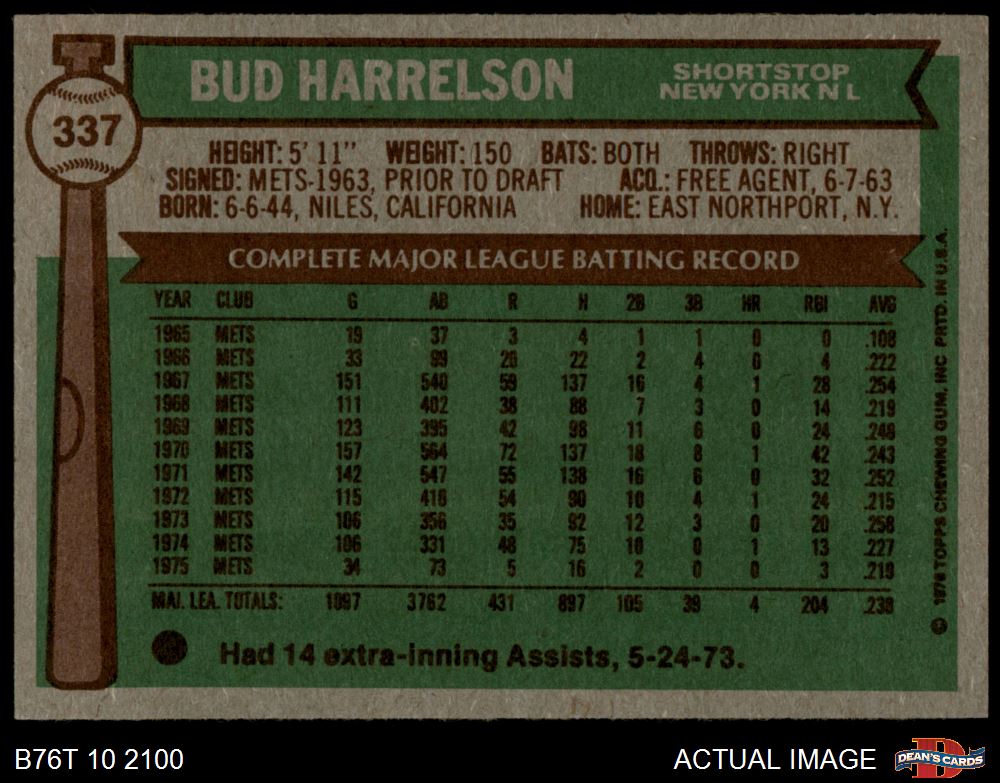 BUD HARRELSON
SHORTSTOP
NEW YORK N L
337
HEIGHT: 5' 11" WEIGHT: 150 BATS: BOTH THROWS: RIGHT
SIGNED: METS-1963, PRIOR TO DRAFT ACQ.: FREE AGENT, 6-7-63
BORN: 6-6-44, NILES, CALIFORNIA HOME: EAST NORTHPORT, N.Y.
COMPLETE MAJOR LEAGUE BATTING RECORD
YEAR CLUB G AB R H 2B 3B HR RBI AVG
1965 METS 19 37 3 4 1 1 0 0 .108
1966 METS 33 99 20 22 2 4 0 4 .222
1967 METS 151 540 59 137 16 4 1 28 .254
1968 METS 111 402 38 88 7 3 0 14 .219
1969 METS 123 395 42 98 11 6 0 24 .248
1970 METS 157 564 72 137 18 8 1 42 .243
1971 METS 142 547 55 138 16 6 0 32 .252
1972 METS 115 418 54 90 10 4 1 24 .215
1973 METS 106 356 35 92 12 3 0 20 .258
1974 METS 106 331 48 75 10 0 1 13 .227
1975 METS 34 73 5 16 2 0 0 3 .219
MAJ. LEA. TOTALS: 1097 3762 431 897 105 39 4 204 .238
Had 14 extra-inning Assists, 5-24-73.
© 1976 TOPPS CHEWING GUM, INC PRTD. IN U.S.A.
B76T 10 2100
ACTUAL IMAGE
DEAN'S CARDS